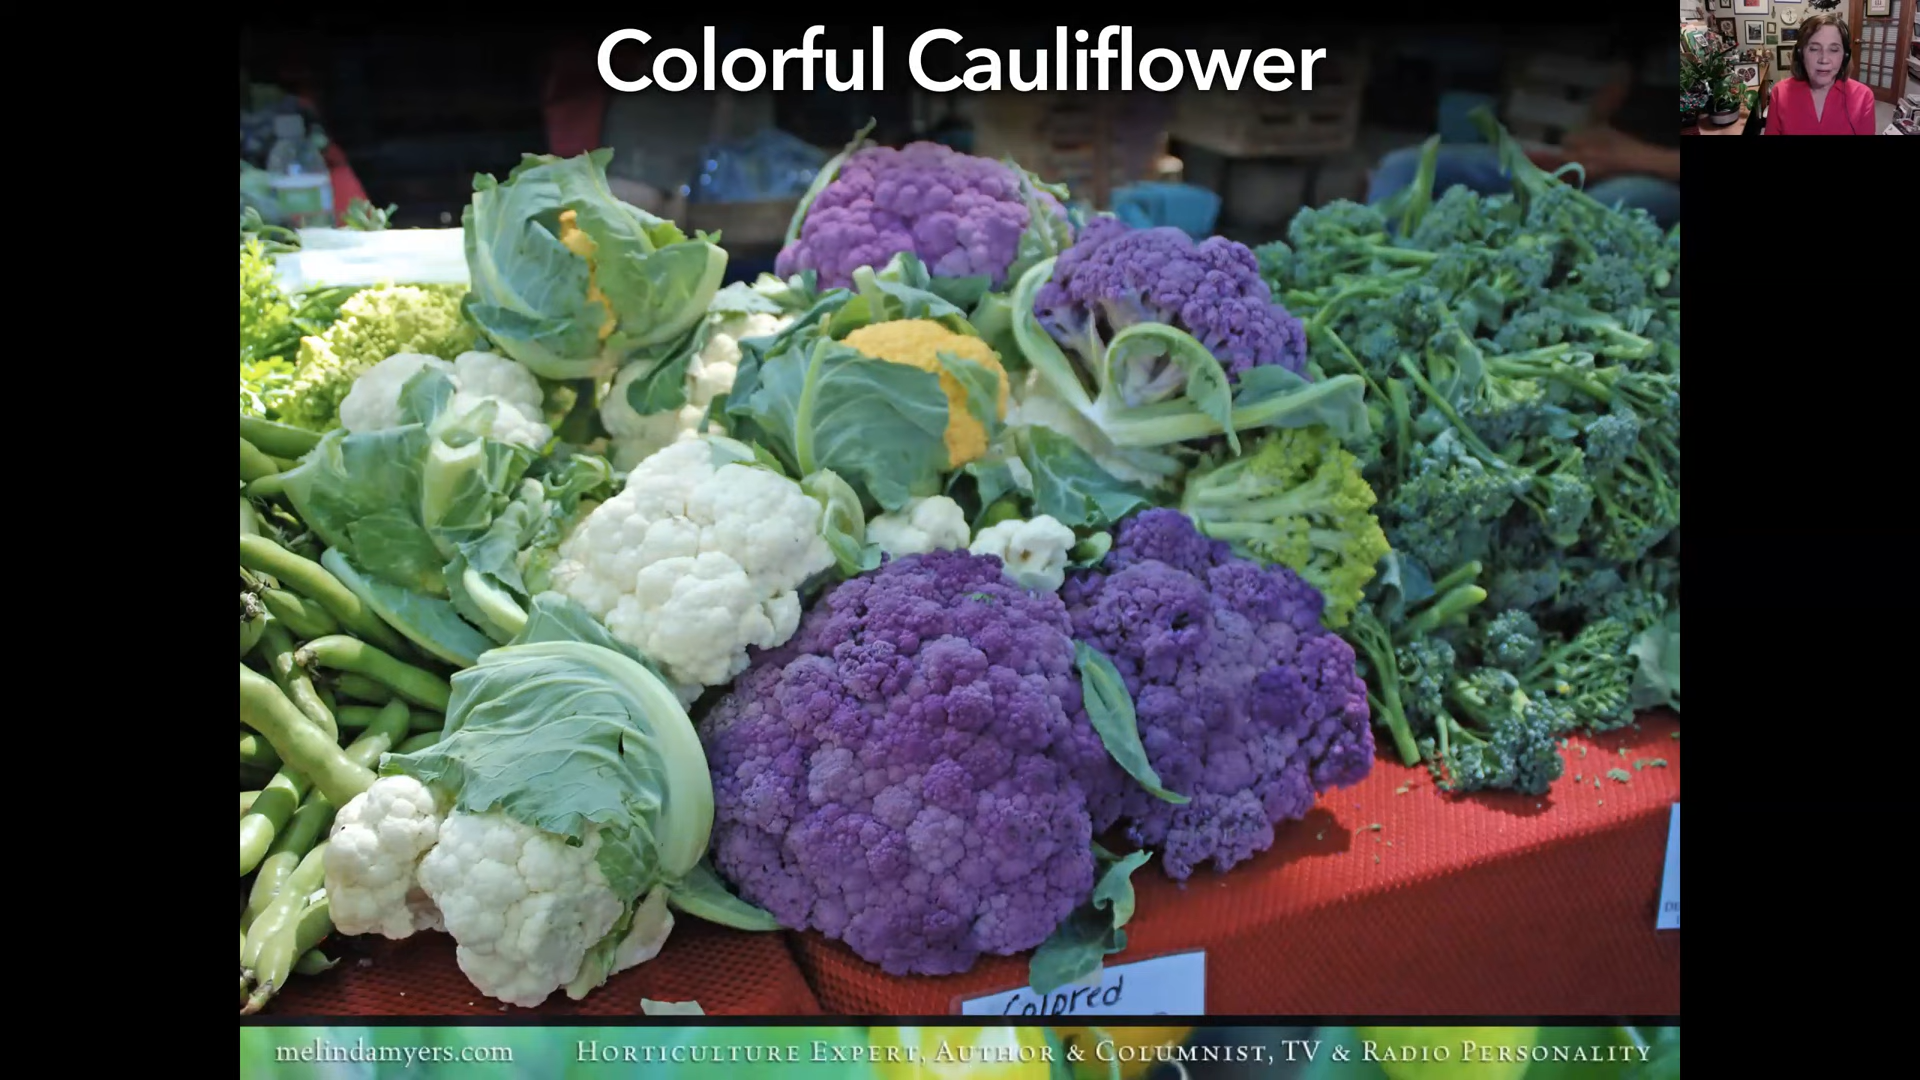 Colorful Cauliflower
Colored
melindamyers.com HORTICULTURE EXPERT, AUTHOR & COLUMNIST, TV & RADIO PERSONALITY